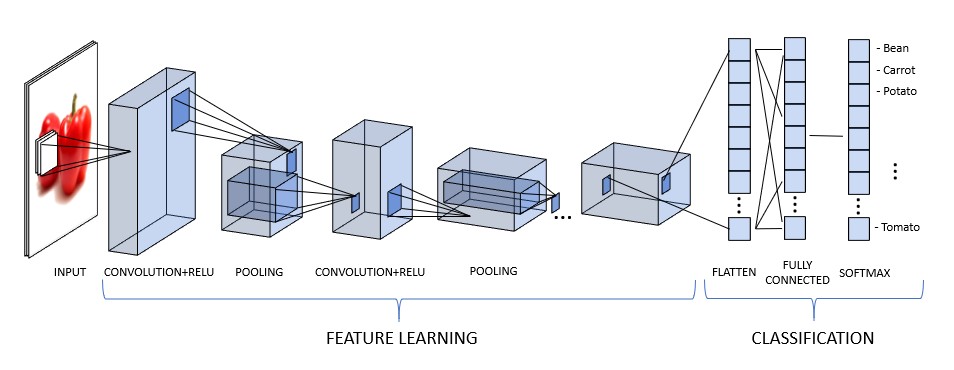 - Bean
- Carrot
- Potato
- Tomato
INPUT
CONVOLUTION+RELU
POOLING
CONVOLUTION+RELU
POOLING
FLATTEN
FULLY
CONNECTED
SOFTMAX
FEATURE LEARNING
CLASSIFICATION